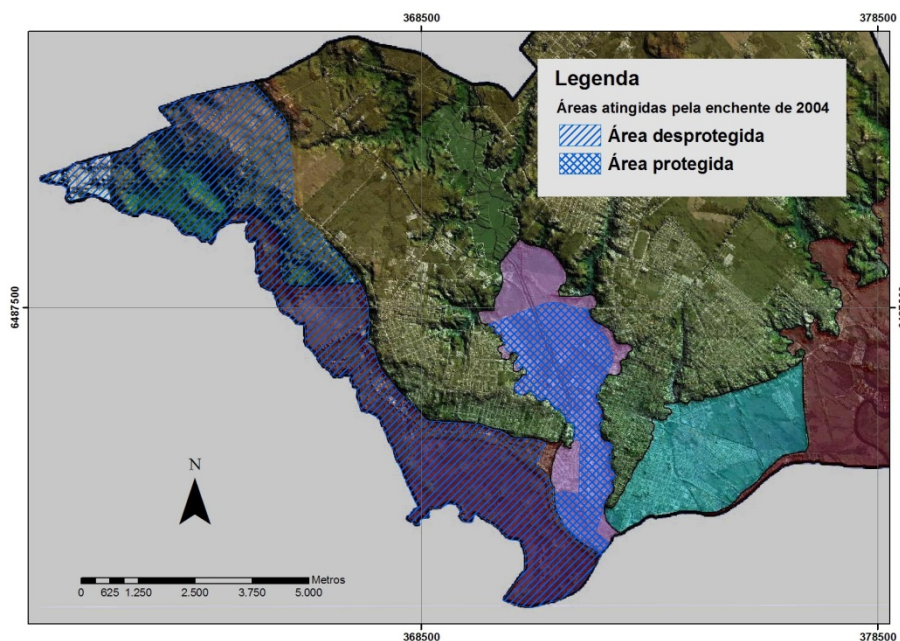 368500 378500
Legenda
Áreas atingidas pela enchente de 2004
Área desprotegida
Área protegida
6487500
N
Metros
0 625 1.250 2.500 3.750 5.000
368500 378500